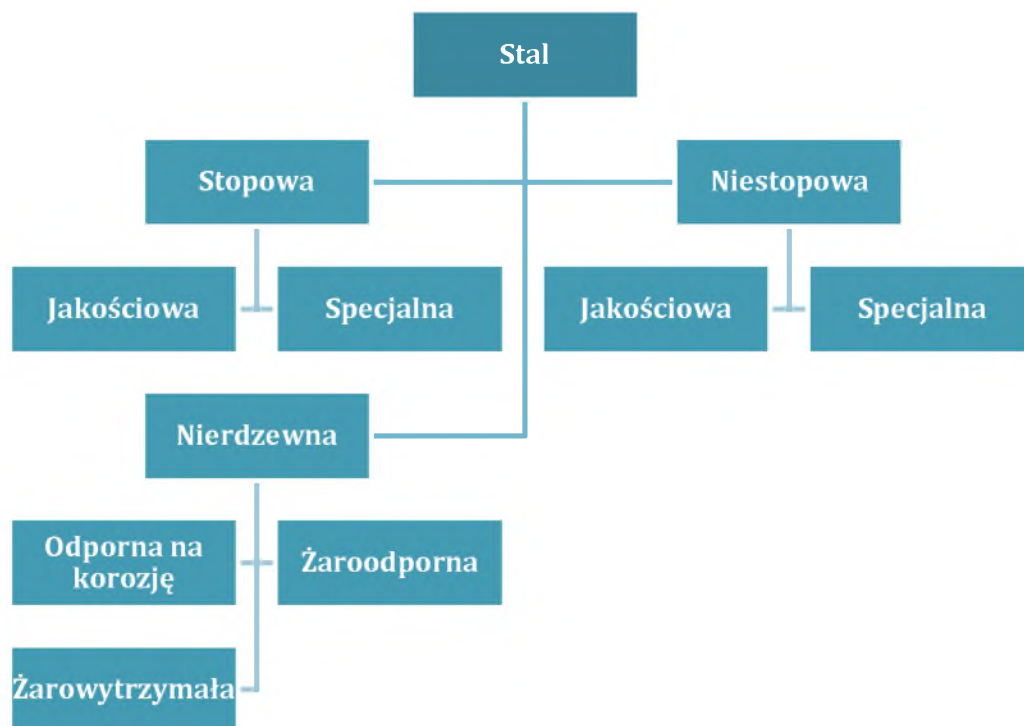 Stal
Stopowa
Niestopowa
Jakościowa
Specjalna
Jakościowa
Specjalna
Nierdzewna
Odporna na
korozję
Żaroodporna
Żarowytrzymała